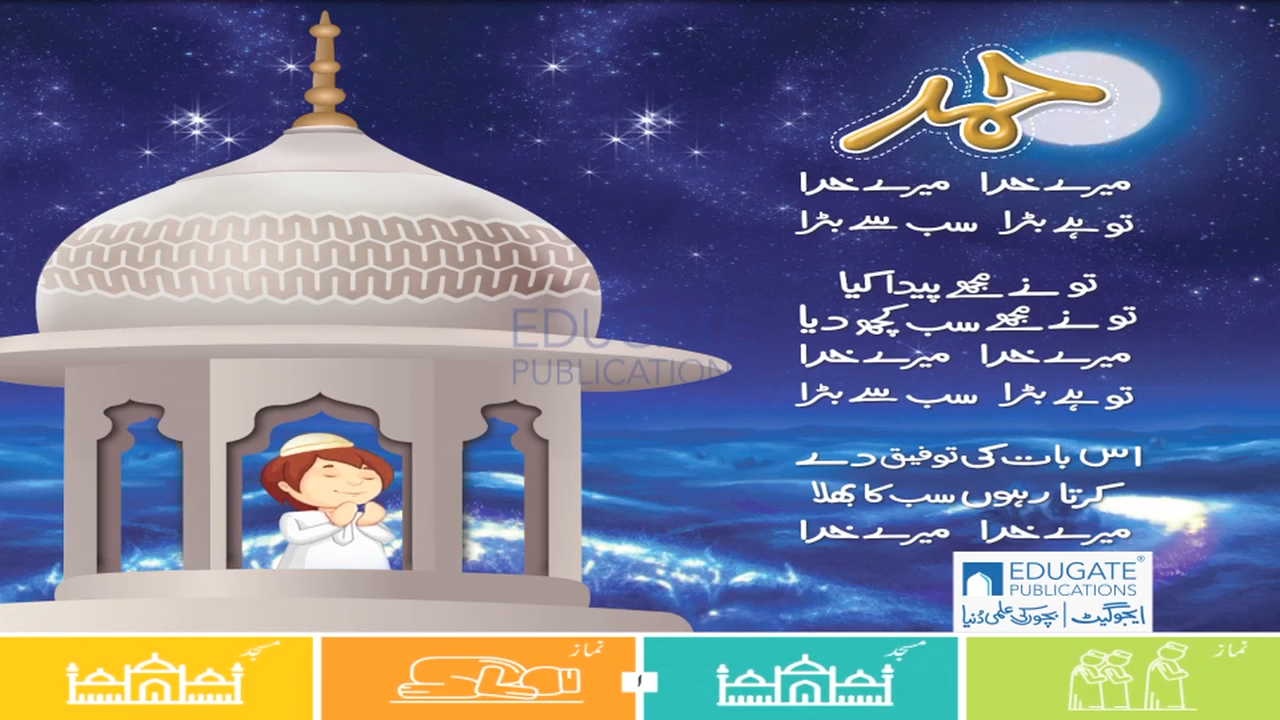 حمد
میرے خدا میرے خدا
تو ہے بڑا سب سے بڑا
تو نے مجھے پیدا کیا
تو نے مجھے سب کچھ دیا
میرے خدا میرے خدا
تو ہے بڑا سب سے بڑا
اس بات کی توفیق دے
کرتا رہوں سب کا بھلا
میرے خدا میرے خدا
EDUGATE
PUBLICATIONS
EDUGATE®
PUBLICATIONS
ایجوگیٹ | بچوں کی علمی دُنیا
نماز
مسجد
نماز
مسجد
۱